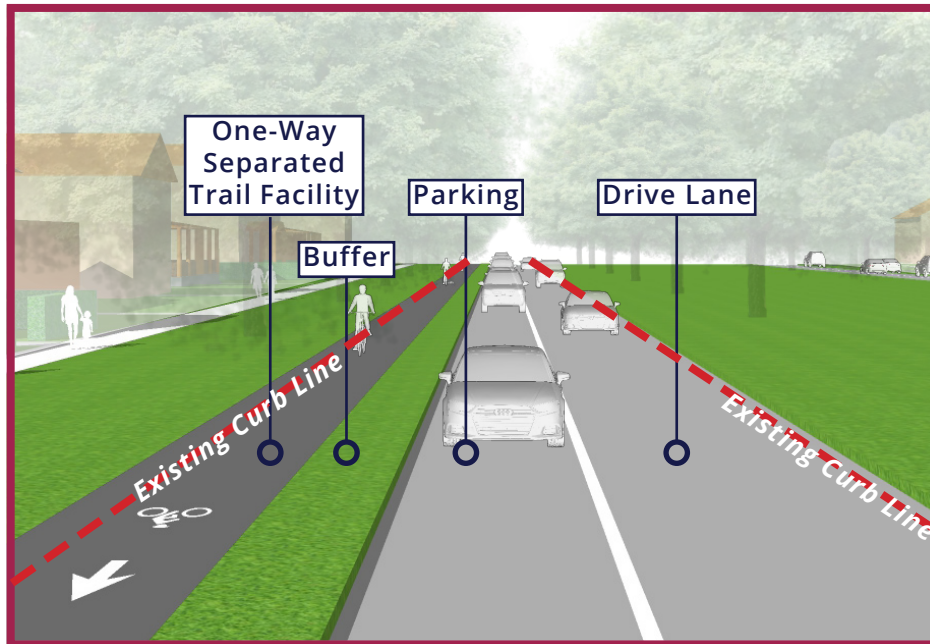 One-Way
Separated
Trail Facility
Parking
Drive Lane
Buffer
Existing Curb Line
Existing Curb Line